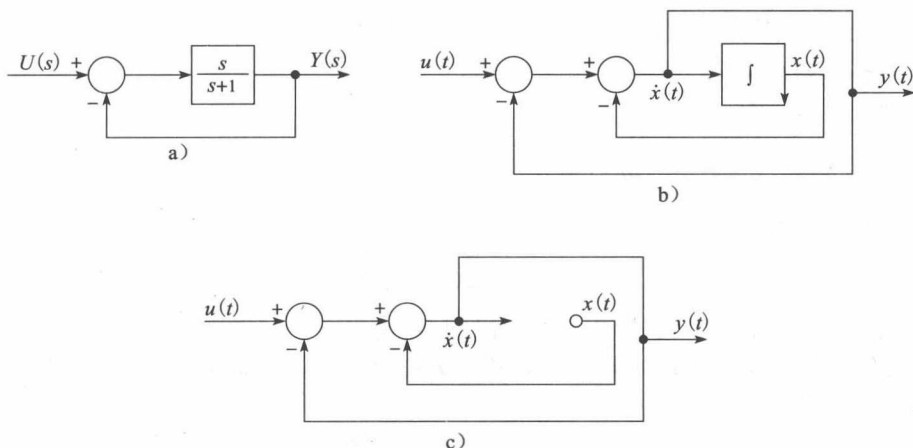 U(s)
+
−
s
s+1
Y(s)
a)
u(t)
+
−
+
−
ẋ(t)
∫
x(t)
y(t)
b)
u(t)
+
−
+
−
ẋ(t)
x(t)
y(t)
c)